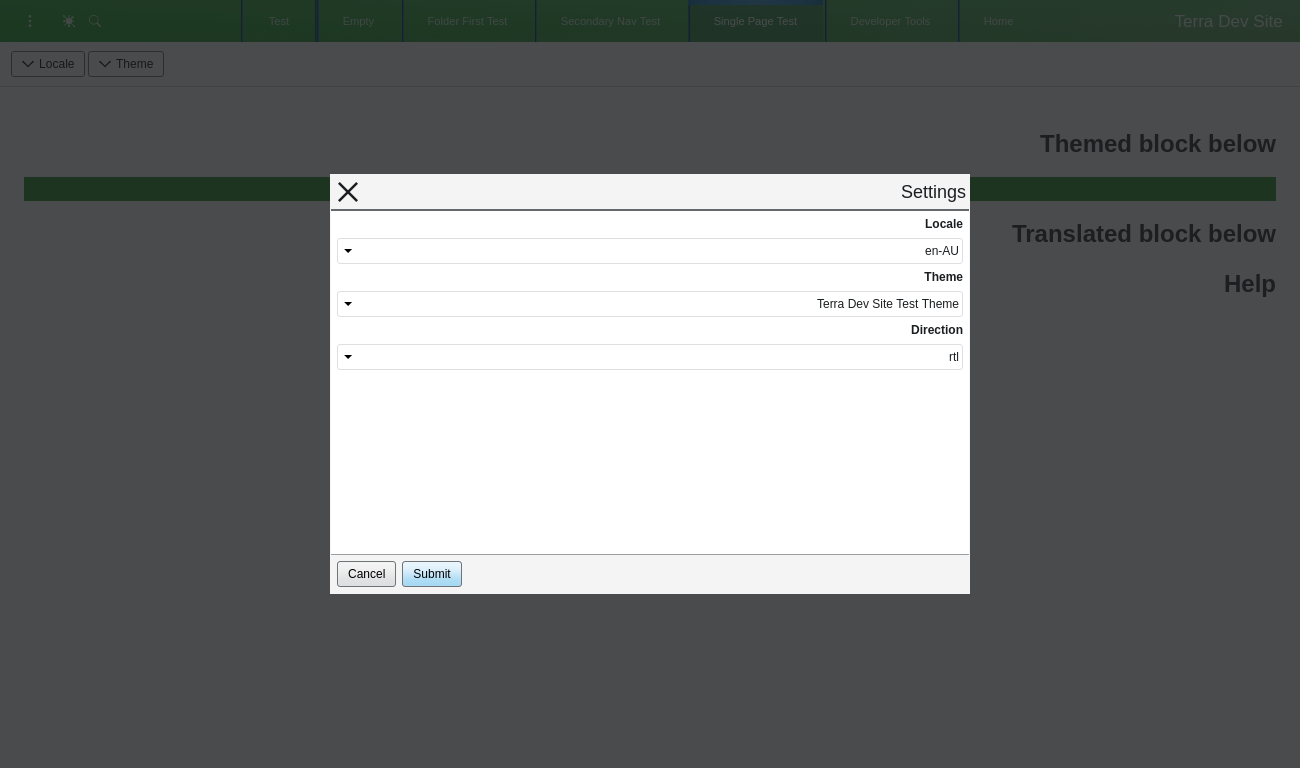 Test
Empty
Folder First Test
Secondary Nav Test
Single Page Test
Developer Tools
Home
Terra Dev Site
Locale
Theme
Themed block below
Translated block below
Help
Settings
Locale
en-AU
Theme
Terra Dev Site Test Theme
Direction
rtl
Cancel
Submit